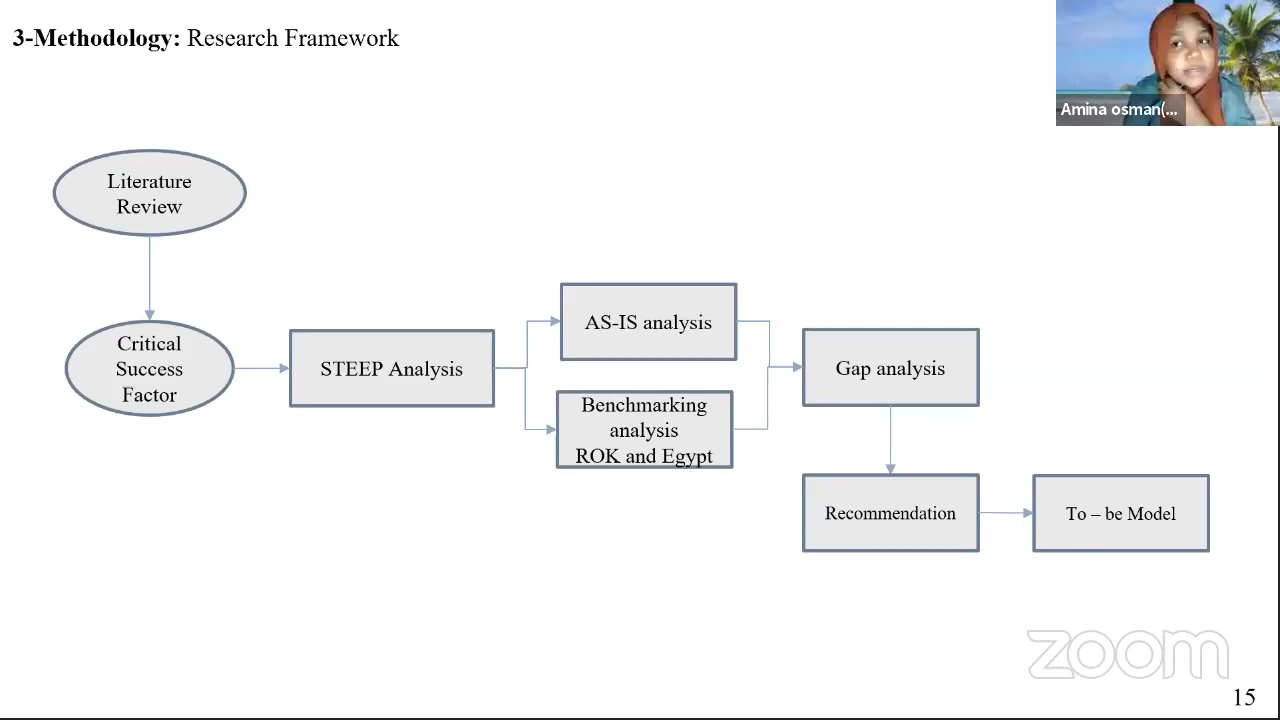 3-Methodology: Research Framework
Amina osman(...
Literature
Review
Critical
Success
Factor
STEEP Analysis
AS-IS analysis
Benchmarking
analysis
ROK and Egypt
Gap analysis
Recommendation
To – be Model
zoom
15